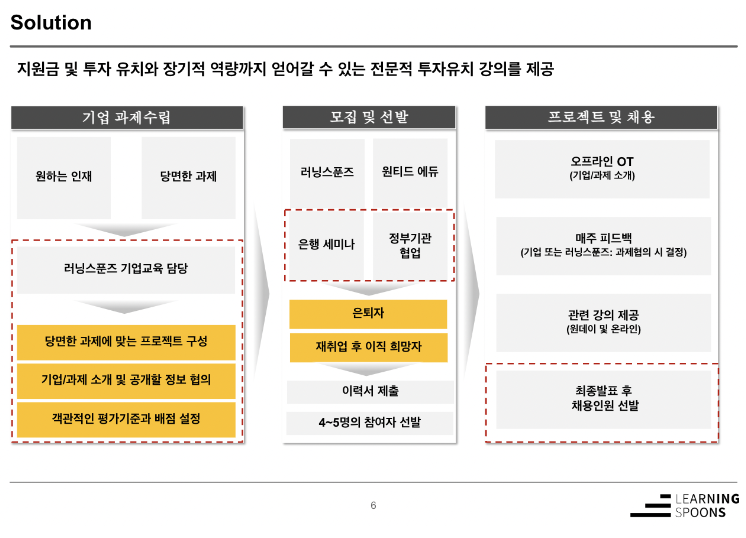 Solution
지원금 및 투자 유치와 장기적 역량까지 얻어갈 수 있는 전문적 투자유치 강의를 제공
기업 과제수립
원하는 인재
당면한 과제
러닝스푼즈 기업교육 담당
당면한 과제에 맞는 프로젝트 구성
기업/과제 소개 및 공개할 정보 협의
객관적인 평가기준과 배점 설정
모집 및 선발
러닝스푼즈
원티드 에듀
은행 세미나
정부기관
협업
은퇴자
재취업 후 이직 희망자
이력서 제출
4~5명의 참여자 선발
프로젝트 및 채용
오프라인 OT
(기업/과제 소개)
매주 피드백
(기업 또는 러닝스푼즈: 과제협의 시 결정)
관련 강의 제공
(원데이 및 온라인)
최종발표 후
채용인원 선발
6
LEARNING
SPOONS